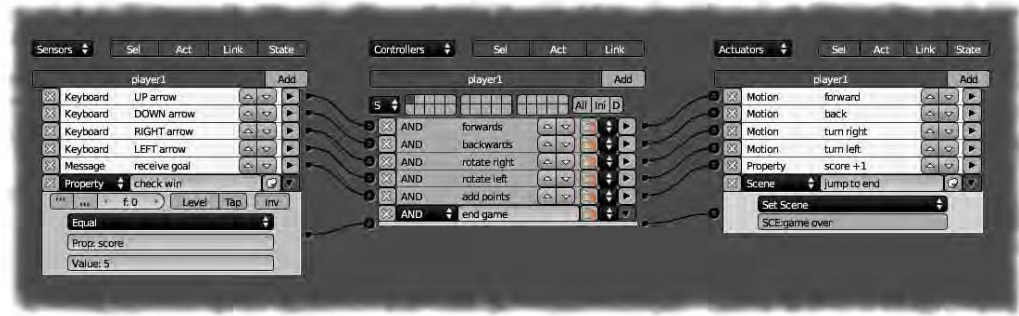 Sensors Sel Act Link State
player1 Add
Keyboard UP arrow
Keyboard DOWN arrow
Keyboard RIGHT arrow
Keyboard LEFT arrow
Message receive goal
Property check win
f: 0 Level Tap Inv
Equal
Prop: score
Value: 5
Controllers Sel Act Link
player1 Add
S All Ini D
AND forwards
AND backwards
AND rotate right
AND rotate left
AND add points
AND end game
Actuators Sel Act Link State
player1 Add
Motion forward
Motion back
Motion turn right
Motion turn left
Property score +1
Scene jump to end
Set Scene
SCE:game over